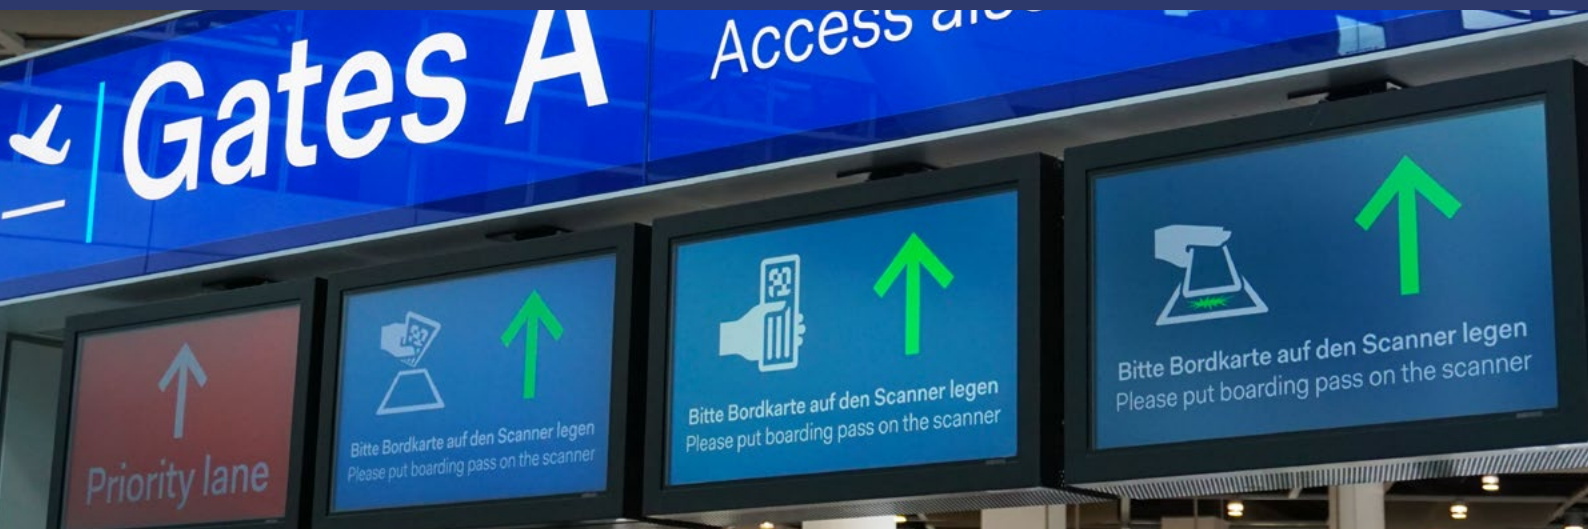 Gates A
Access
Priority lane
Bitte Bordkarte auf den Scanner legen
Please put boarding pass on the scanner
Bitte Bordkarte auf den Scanner legen
Please put boarding pass on the scanner
Bitte Bordkarte auf den Scanner legen
Please put boarding pass on the scanner